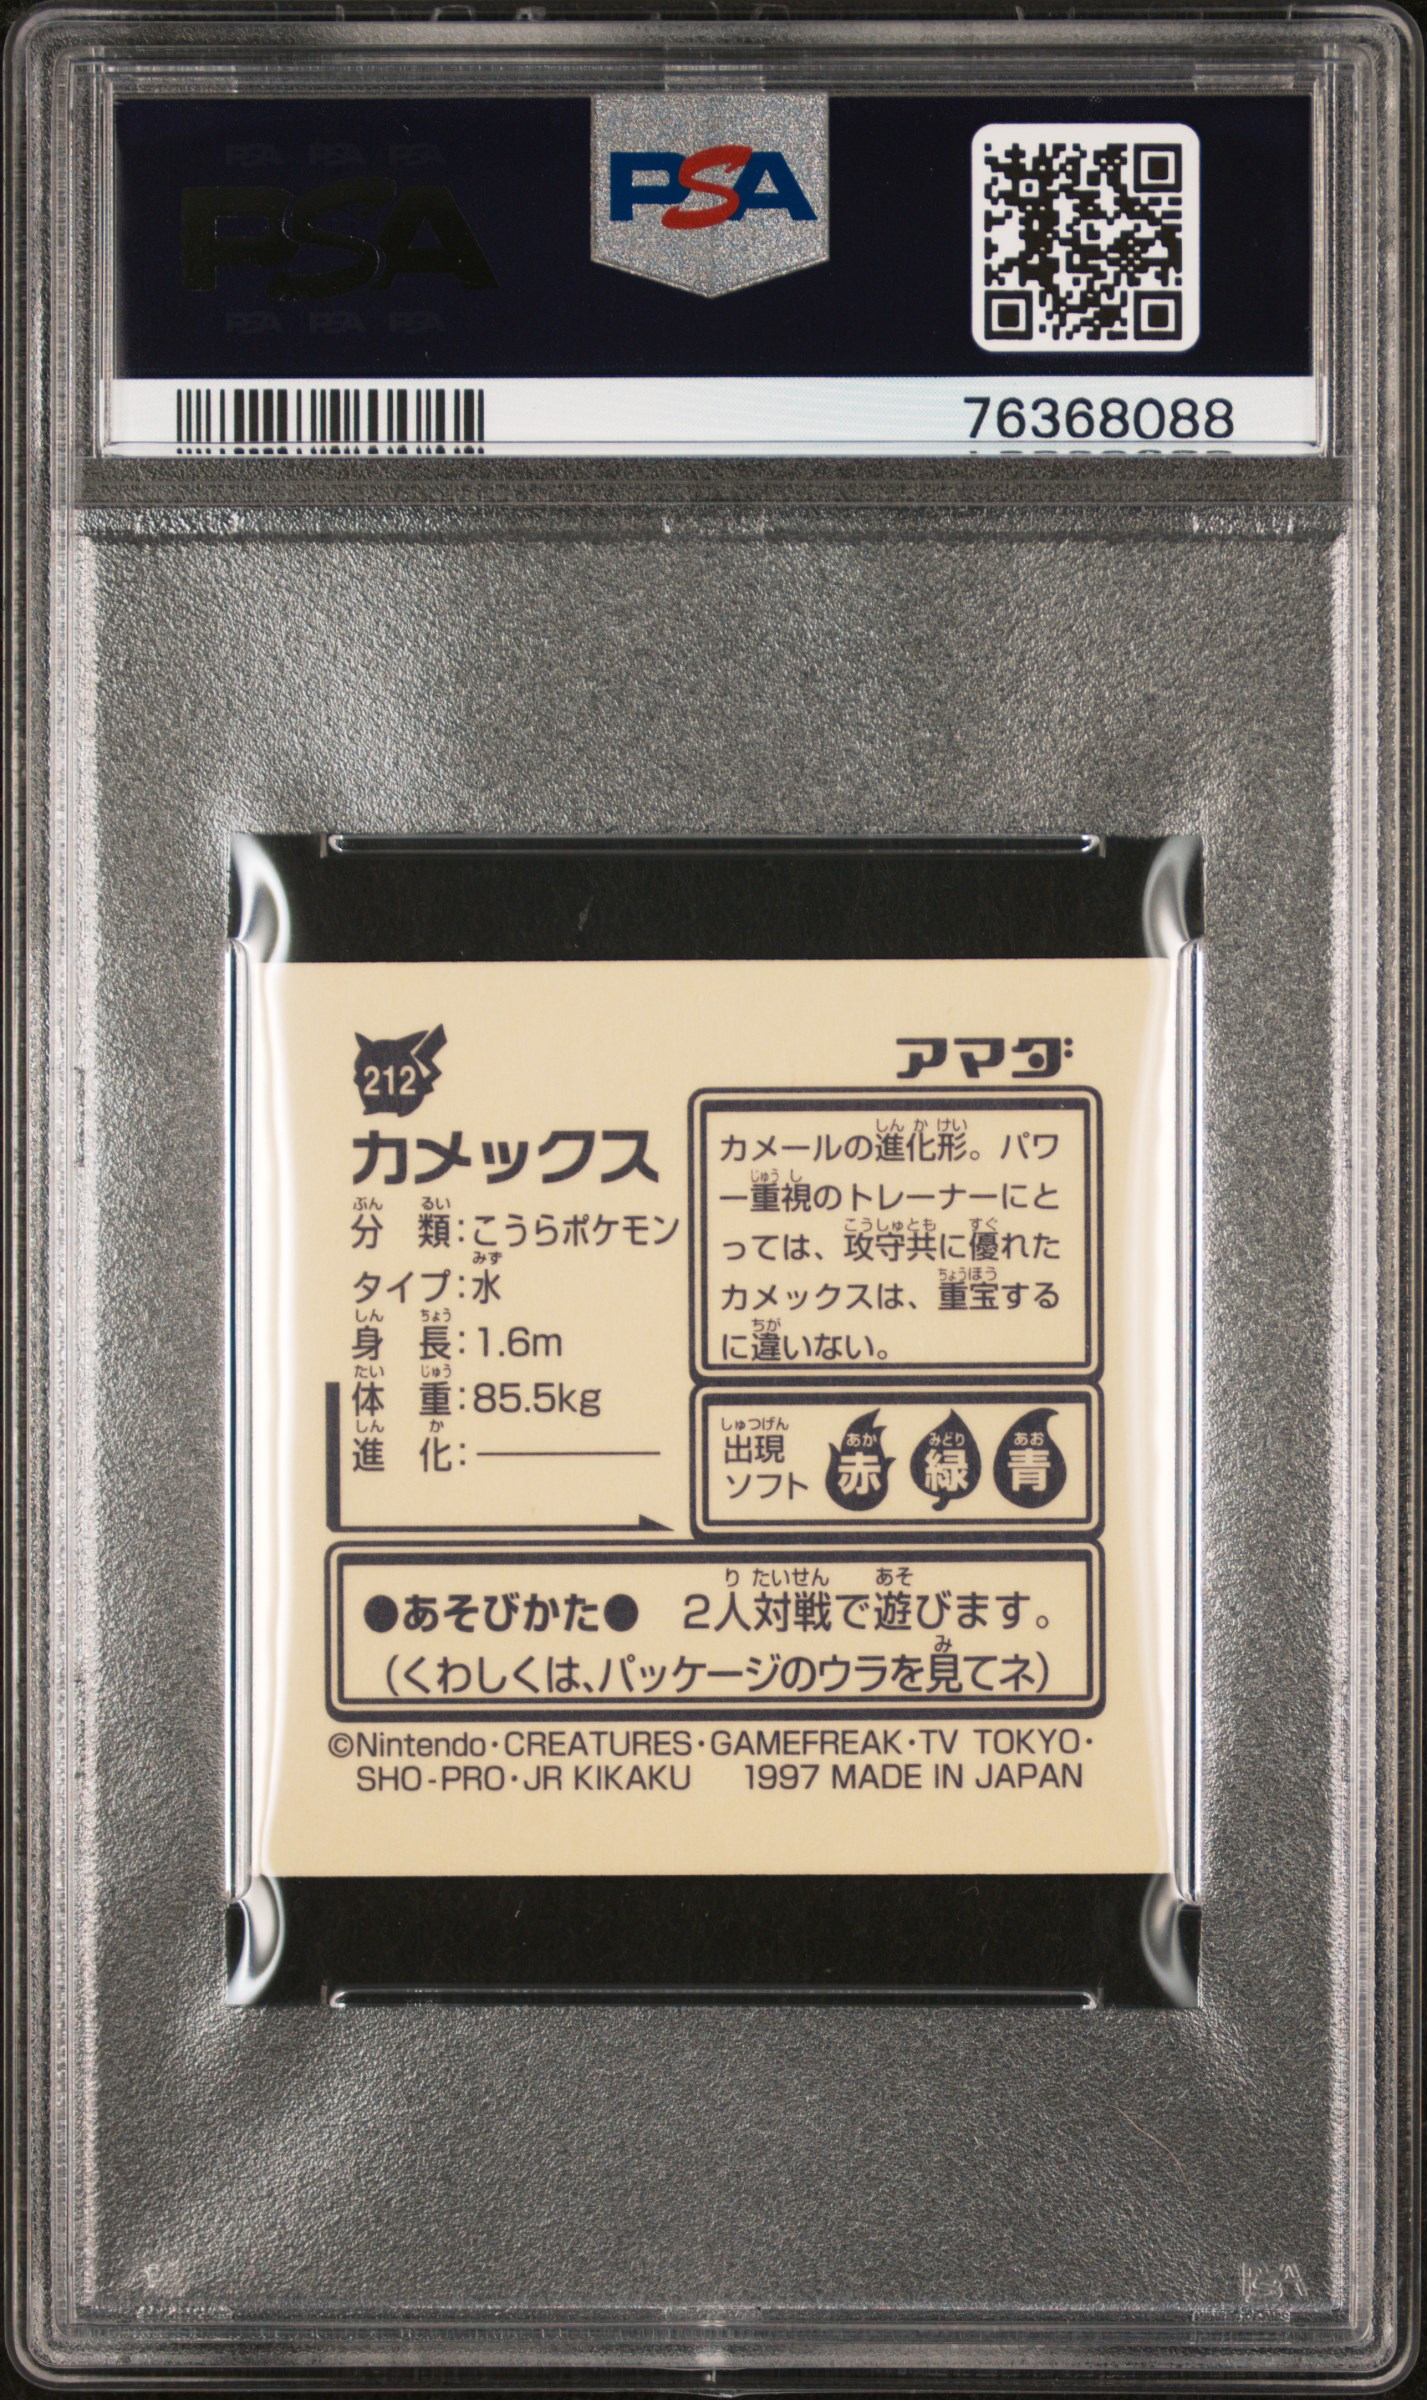 PSA PSA PSA
PSA
PSA PSA PSA
PSA
76368088
212
アマダ
カメックス
分類:こうらポケモン
タイプ:水
身長:1.6m
体重:85.5kg
進化:————
カメールの進化形。パワ
ー重視のトレーナーにと
っては、攻守共に優れた
カメックスは、重宝する
に違いない。
出現
ソフト
赤 緑 青
●あそびかた● 2人対戦で遊びます。
(くわしくは、パッケージのウラを見てネ)
©Nintendo・CREATURES・GAMEFREAK・TV TOKYO・
SHO-PRO・JR KIKAKU 1997 MADE IN JAPAN
PSA